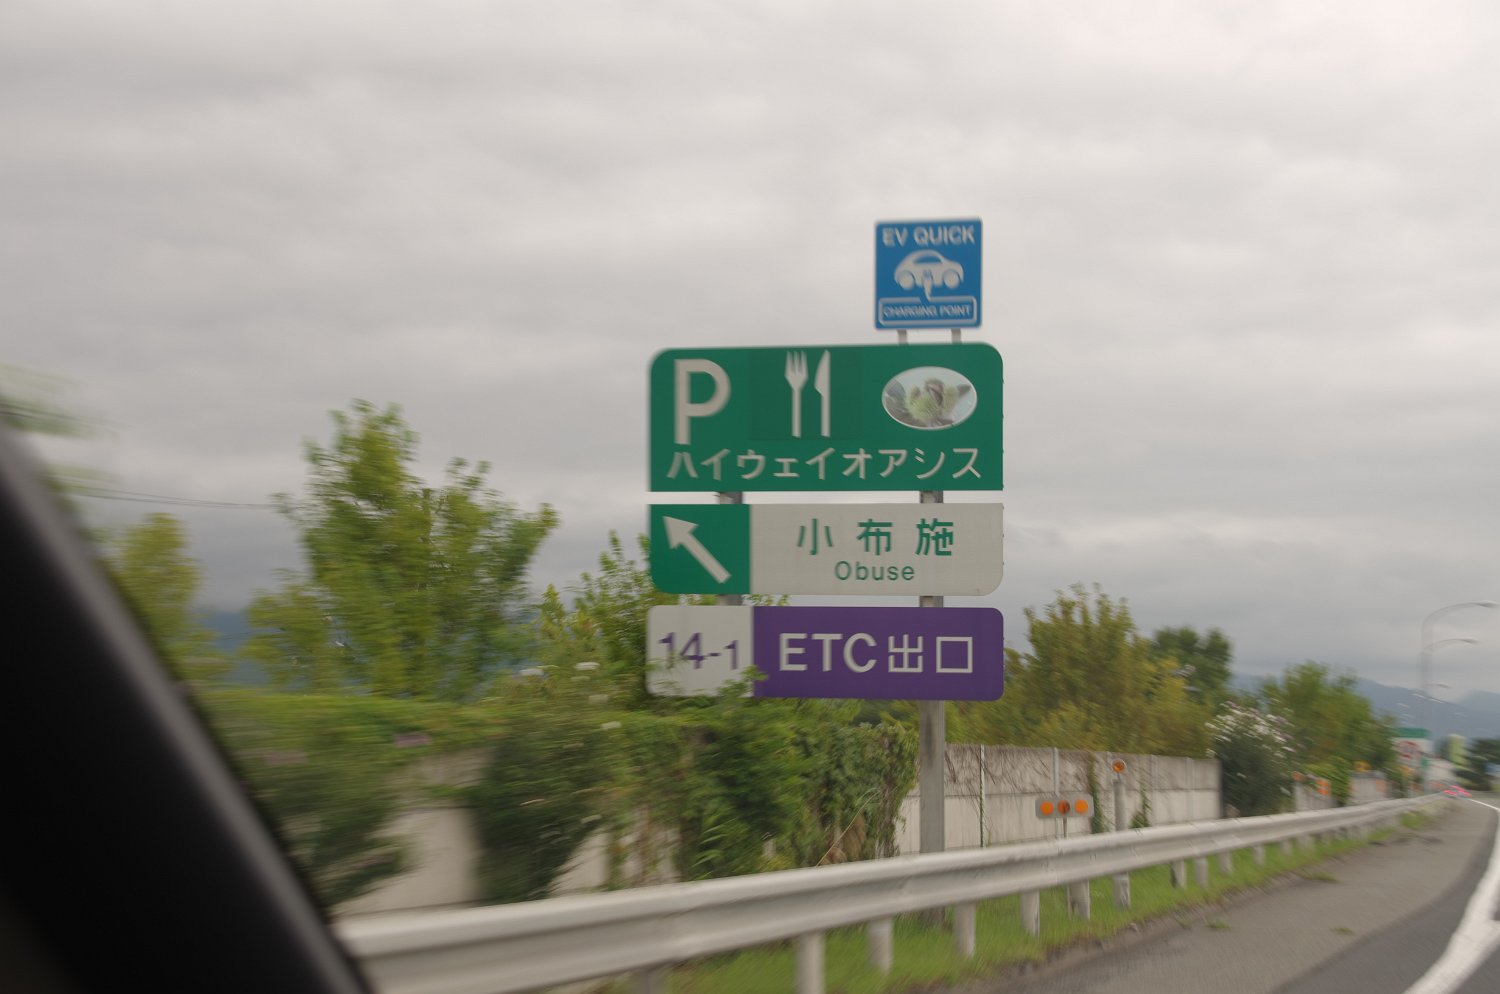 EV QUICK
CHARGING POINT
P
ハイウェイオアシス
小布施
Obuse
14-1 ETC出口